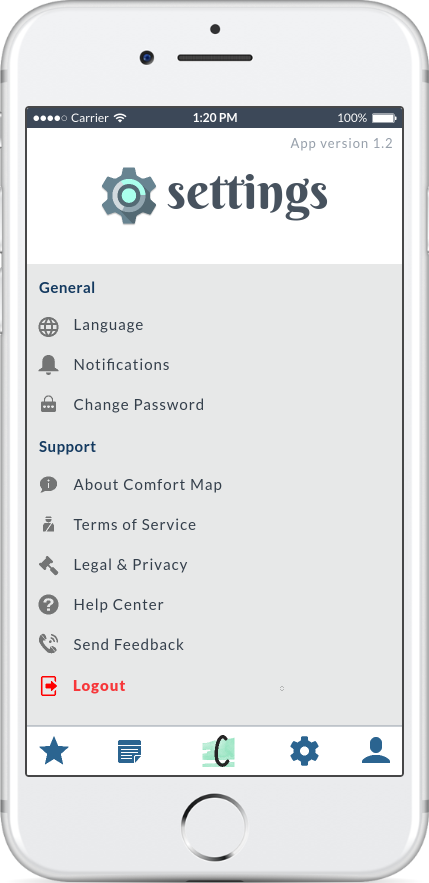 Carrier 1:20 PM 100%
App version 1.2
settings
General
Language
Notifications
Change Password
Support
About Comfort Map
Terms of Service
Legal & Privacy
Help Center
Send Feedback
Logout
C